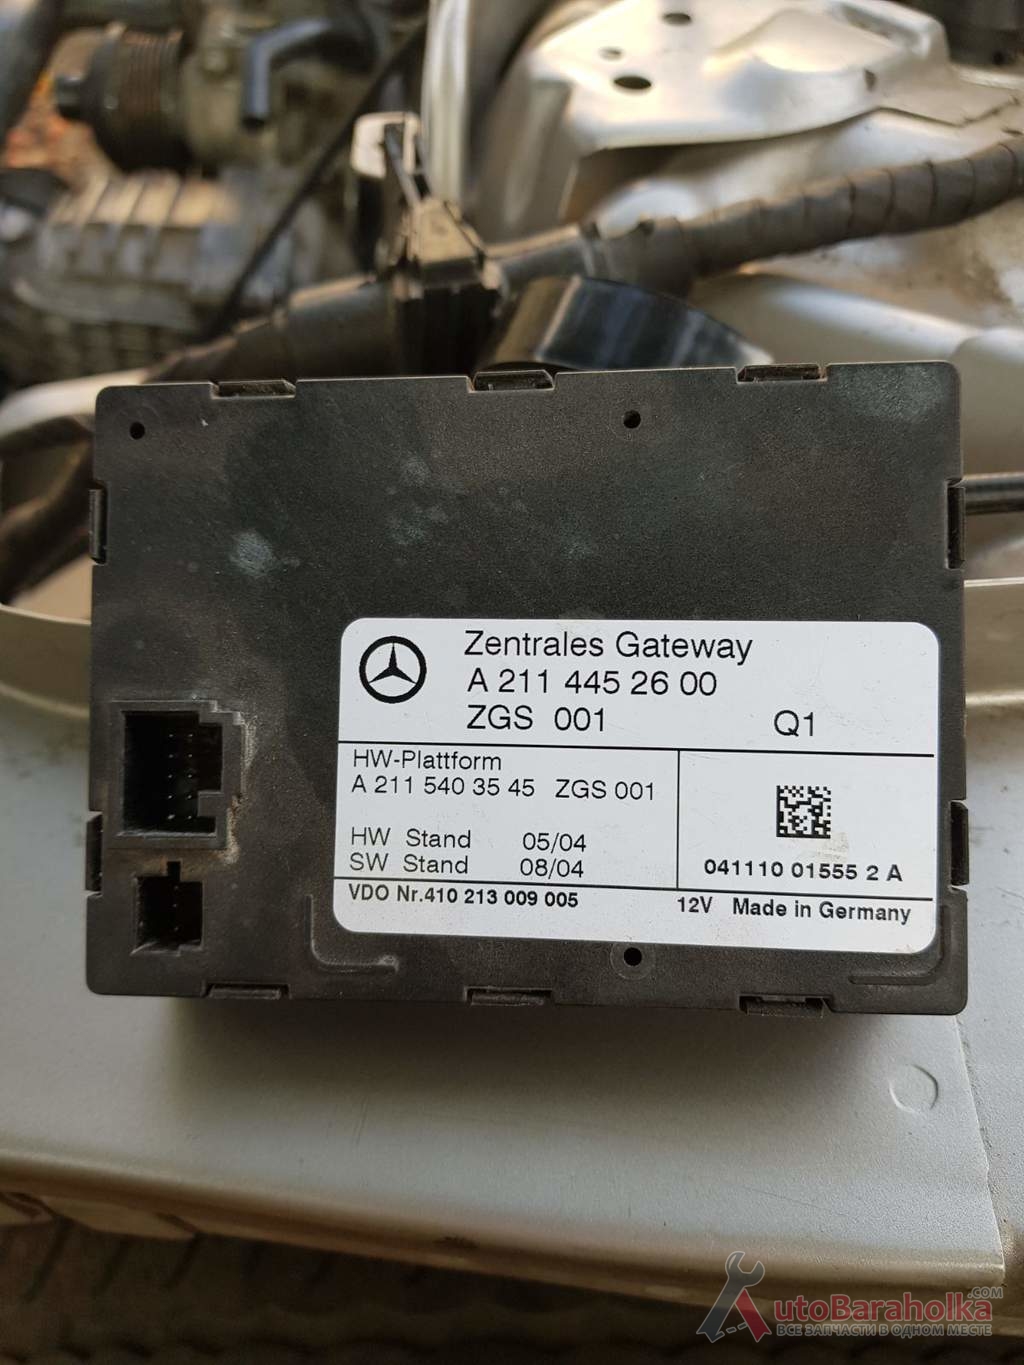 Zentrales Gateway
A 211 445 26 00
ZGS 001 Q1
HW-Plattform
A 211 540 35 45 ZGS 001
HW Stand 05/04
SW Stand 08/04
041110 01555 2 A
VDO Nr.410 213 009 005 12V Made in Germany
AutoBaraholka.COM
ВСЕ ЗАПЧАСТИ В ОДНОМ МЕСТЕ